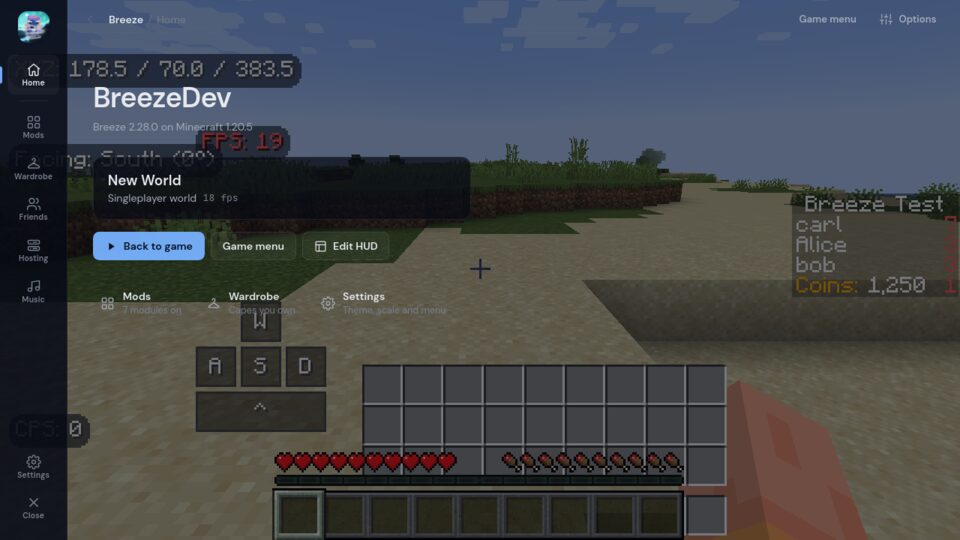 Breeze / Home
Game menu
Options
XYZ: 178.5 / 70.0 / 383.5
Home
BreezeDev
Breeze 2.28.0 on Minecraft 1.20.5
FPS: 19
Mods
Facing: South (0°)
Wardrobe
New World
Singleplayer world 18 fps
Friends
Breeze Test
carl
Alice
bob
Coins: 1,250
Hosting
Back to game
Game menu
Edit HUD
Music
Mods
7 modules on
Wardrobe
Capes you own
Settings
Theme, scale and menu
W
A
S
D
^
CPS: 0
Settings
Close